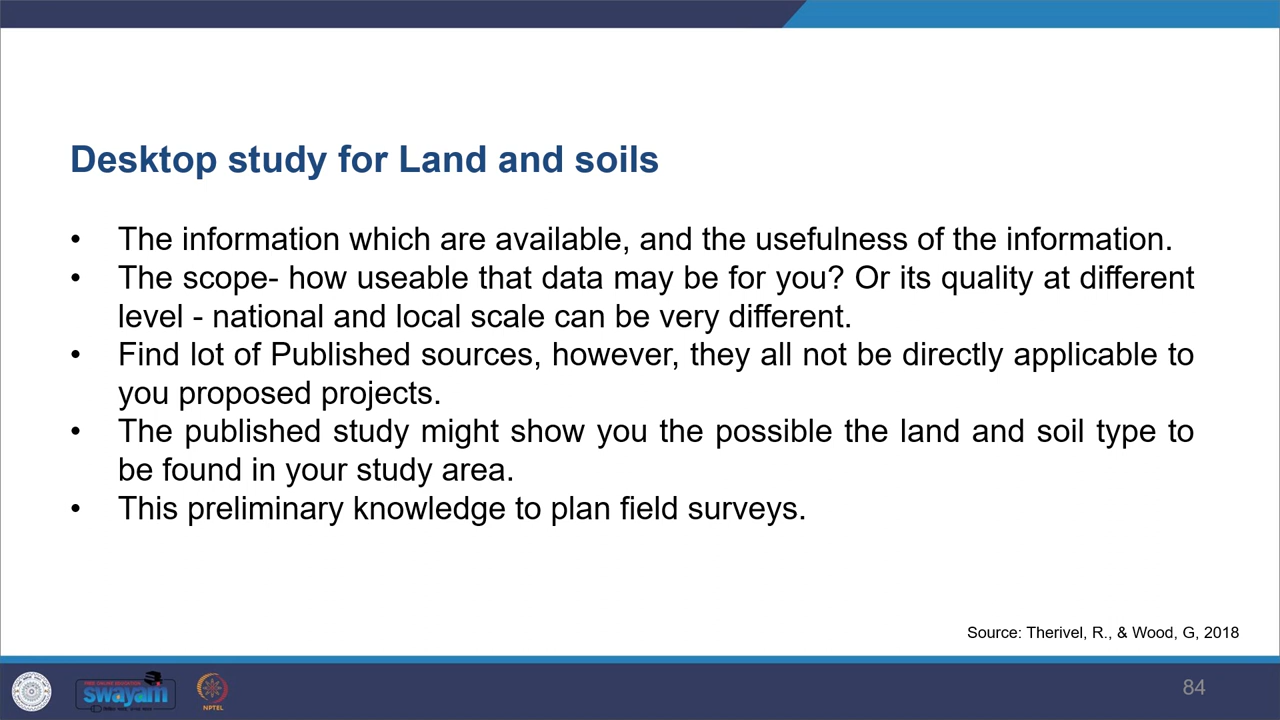 Desktop study for Land and soils
• The information which are available, and the usefulness of the information.
• The scope- how useable that data may be for you? Or its quality at different
level - national and local scale can be very different.
• Find lot of Published sources, however, they all not be directly applicable to
you proposed projects.
• The published study might show you the possible the land and soil type to
be found in your study area.
• This preliminary knowledge to plan field surveys.
Source: Therivel, R., & Wood, G, 2018
FREE ONLINE EDUCATION
swayam
NPTEL
84